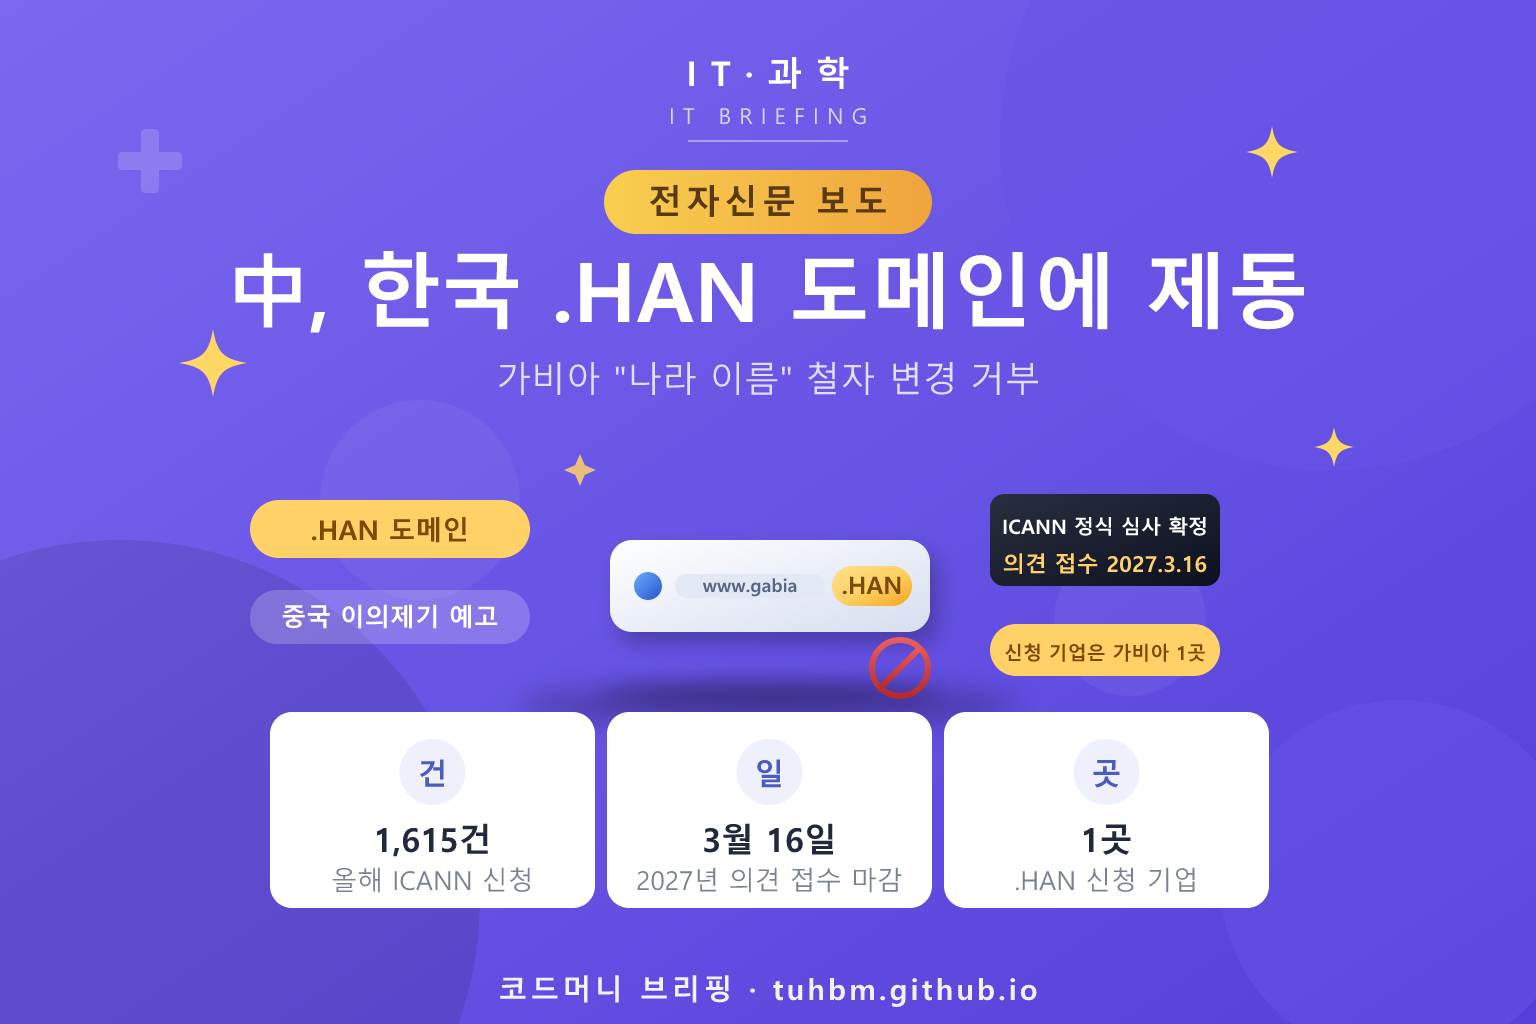 IT·과학
IT BRIEFING
전자신문 보도
中, 한국 .HAN 도메인에 제동
가비아 "나라 이름" 철자 변경 거부
.HAN 도메인
중국 이의제기 예고
www.gabia
.HAN
ICANN 정식 심사 확정
의견 접수 2027.3.16
신청 기업은 가비아 1곳
건
1,615건
올해 ICANN 신청
일
3월 16일
2027년 의견 접수 마감
곳
1곳
.HAN 신청 기업
코드머니 브리핑 · tuhbm.github.io